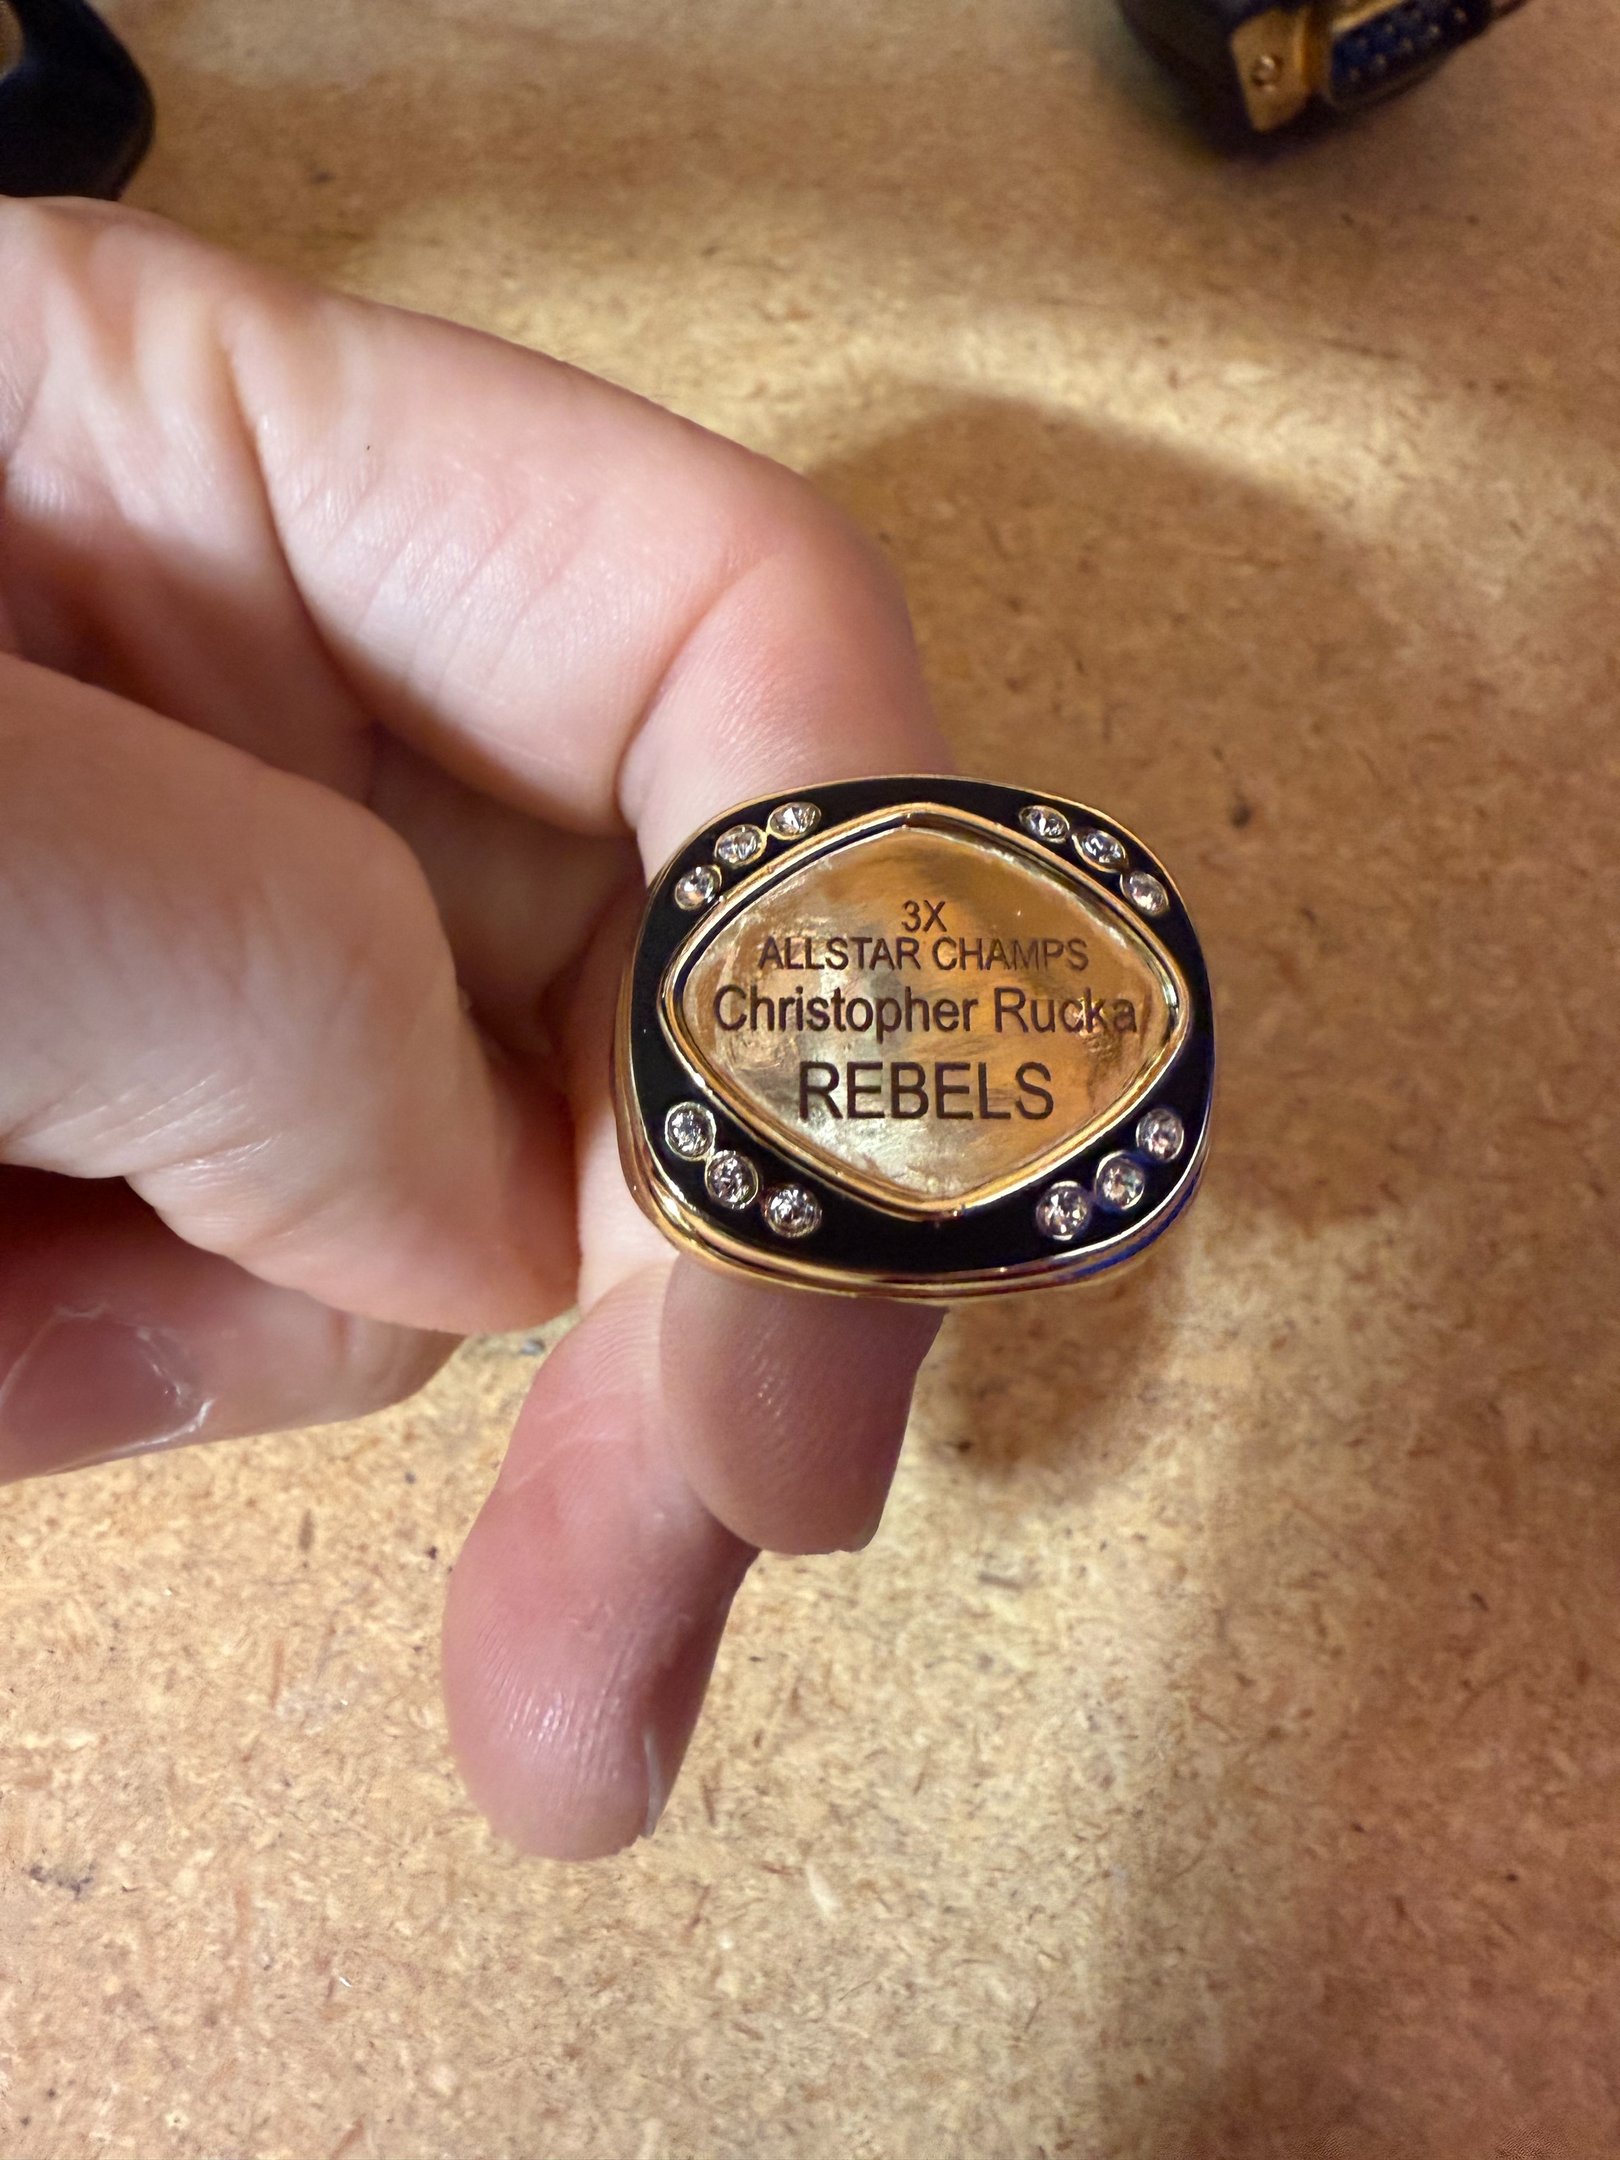 3X
ALLSTAR CHAMPS
Christopher Rucka
REBELS